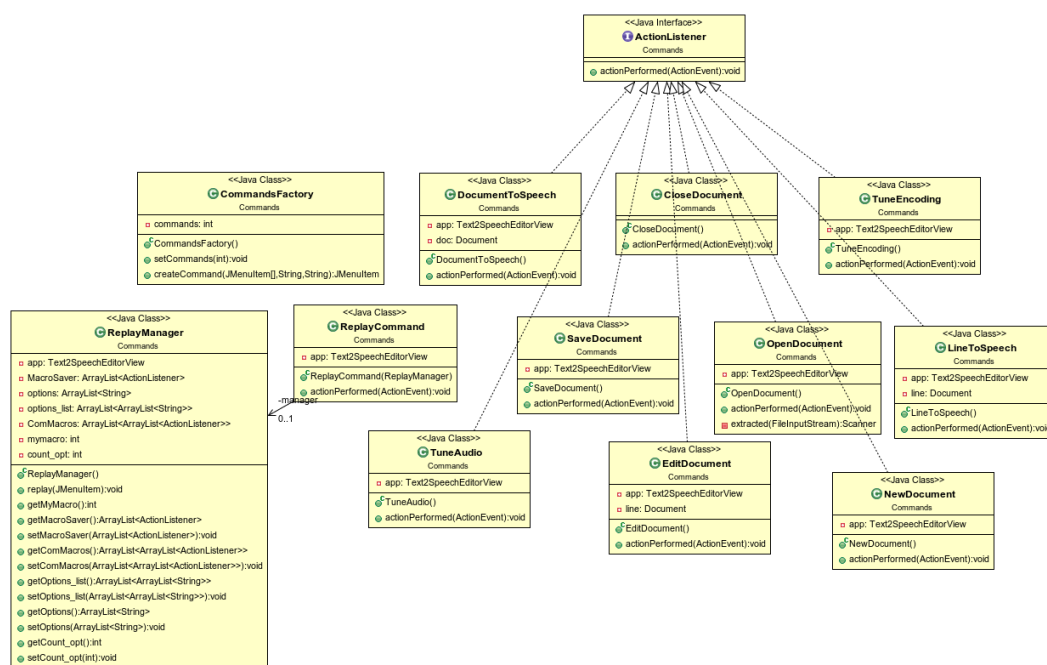 <<Java Interface>>
ActionListener
Commands
actionPerformed(ActionEvent):void
<<Java Class>>
CommandsFactory
Commands
commands: int
CommandsFactory()
setCommands(int):void
createCommand(JMenuItem[],String,String):JMenuItem
<<Java Class>>
DocumentToSpeech
Commands
app: Text2SpeechEditorView
doc: Document
DocumentToSpeech()
actionPerformed(ActionEvent):void
<<Java Class>>
CloseDocument
Commands
CloseDocument()
actionPerformed(ActionEvent):void
<<Java Class>>
TuneEncoding
Commands
app: Text2SpeechEditorView
TuneEncoding()
actionPerformed(ActionEvent):void
<<Java Class>>
ReplayManager
Commands
app: Text2SpeechEditorView
MacroSaver: ArrayList<ActionListener>
options: ArrayList<String>
options_list: ArrayList<ArrayList<String>>
ComMacros: ArrayList<ArrayList<ActionListener>>
mymacro: int
count_opt: int
ReplayManager()
replay(JMenuItem):void
getMyMacro():int
getMacroSaver():ArrayList<ActionListener>
setMacroSaver(ArrayList<ActionListener>):void
getComMacros():ArrayList<ArrayList<ActionListener>>
setComMacros(ArrayList<ArrayList<ActionListener>>):void
getOptions_list():ArrayList<ArrayList<String>>
setOptions_list(ArrayList<ArrayList<String>>):void
getOptions():ArrayList<String>
setOptions(ArrayList<String>):void
getCount_opt():int
setCount_opt(int):void
<<Java Class>>
ReplayCommand
Commands
app: Text2SpeechEditorView
ReplayCommand(ReplayManager)
actionPerformed(ActionEvent):void
-manager
0..1
<<Java Class>>
SaveDocument
Commands
app: Text2SpeechEditorView
SaveDocument()
actionPerformed(ActionEvent):void
<<Java Class>>
OpenDocument
Commands
app: Text2SpeechEditorView
OpenDocument()
actionPerformed(ActionEvent):void
extracted(FileInputStream):Scanner
<<Java Class>>
LineToSpeech
Commands
app: Text2SpeechEditorView
line: Document
LineToSpeech()
actionPerformed(ActionEvent):void
<<Java Class>>
TuneAudio
Commands
app: Text2SpeechEditorView
TuneAudio()
actionPerformed(ActionEvent):void
<<Java Class>>
EditDocument
Commands
app: Text2SpeechEditorView
line: Document
EditDocument()
actionPerformed(ActionEvent):void
<<Java Class>>
NewDocument
Commands
app: Text2SpeechEditorView
NewDocument()
actionPerformed(ActionEvent):void